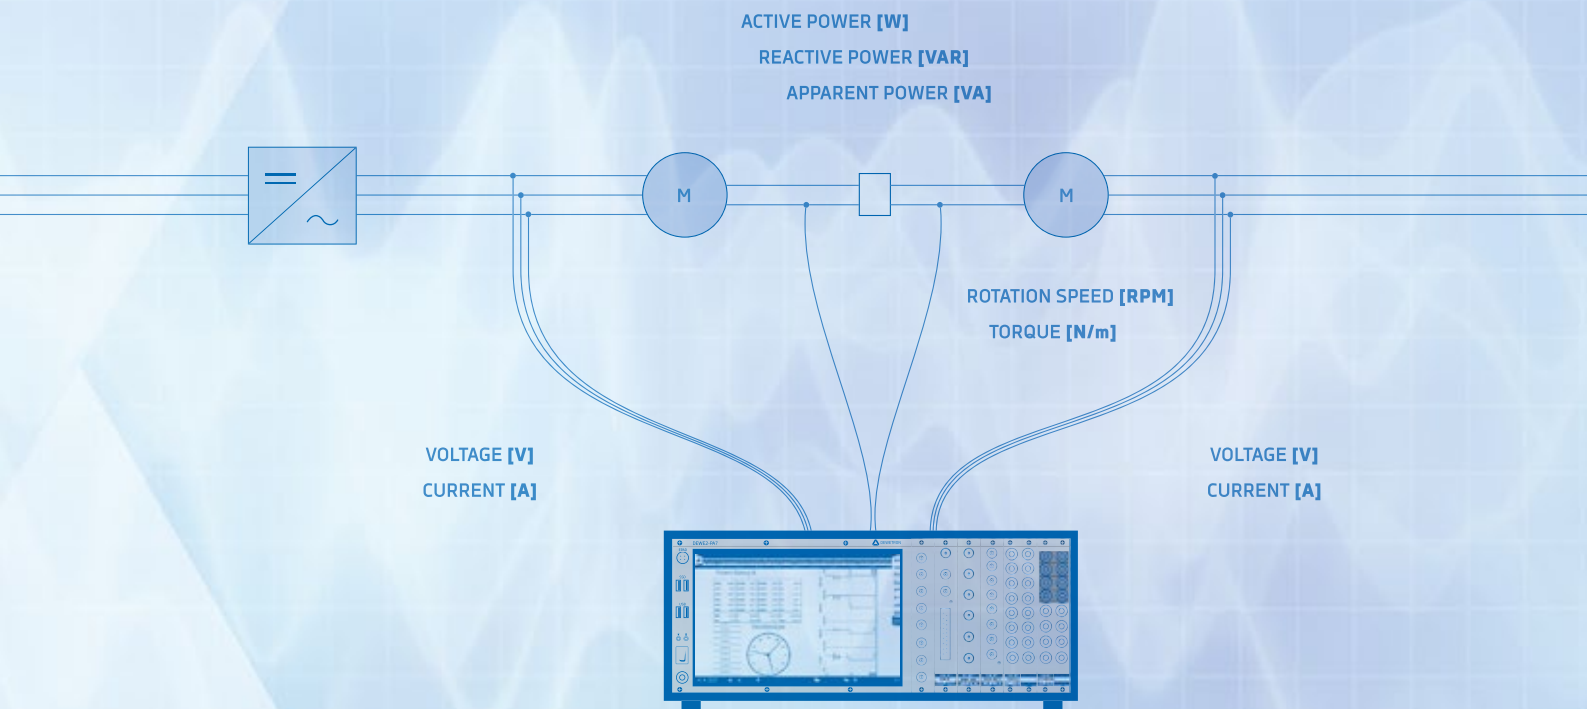 ACTIVE POWER [W]
REACTIVE POWER [VAR]
APPARENT POWER [VA]
M
M
ROTATION SPEED [RPM]
TORQUE [N/m]
VOLTAGE [V]
CURRENT [A]
VOLTAGE [V]
CURRENT [A]